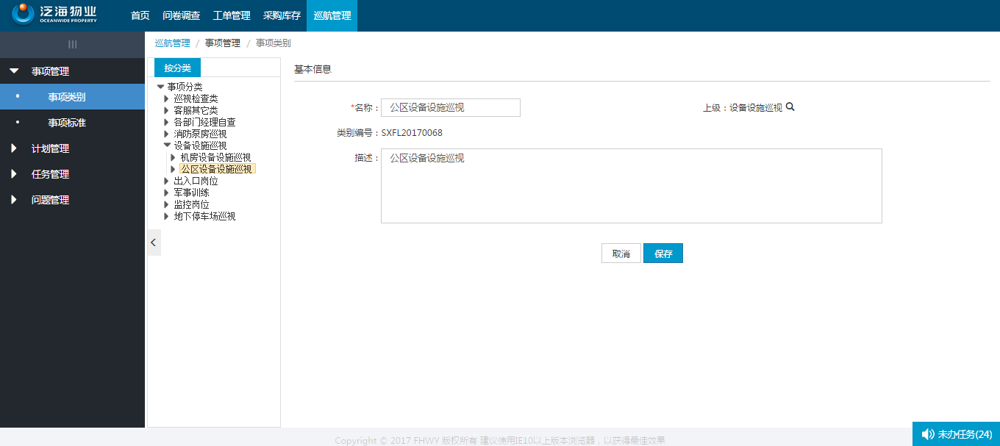 泛海物业
OCEANWIDE PROPERTY
首页 问卷调查 工单管理 采购库存 巡航管理
事项管理
事项类别
事项标准
计划管理
任务管理
问题管理
巡航管理 / 事项管理 / 事项类别
按分类
事项分类
巡视检查类
客服其它类
各部门经理自查
消防泵房巡视
设备设施巡视
机房设备设施巡视
公区设备设施巡视
出入口岗位
军事训练
监控岗位
地下停车场巡视
基本信息
*名称： 公区设备设施巡视 上级：设备设施巡视
类别编号：SXFL20170068
描述： 公区设备设施巡视
取消 保存
Copyright © 2017 FHWY 版权所有 建议使用IE10以上版本浏览器，以获得最佳效果
未办任务(24)